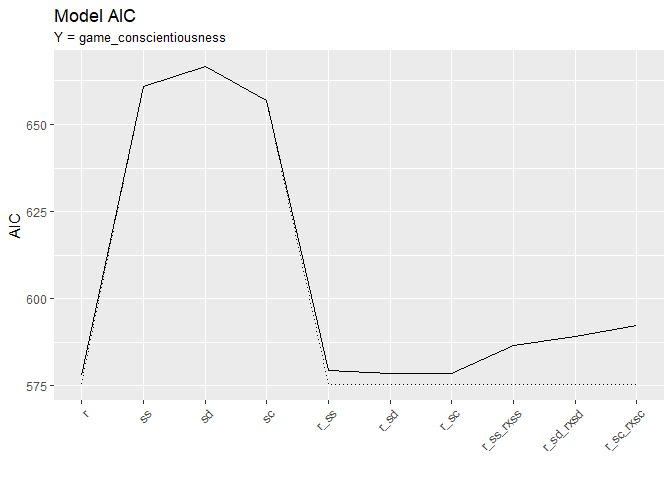 Model AIC
Y = game_conscientiousness
AIC
650
625
600
575
r
ss
sd
sc
r_ss
r_sd
r_sc
r_ss_rxss
r_sd_rxsd
r_sc_rxsc